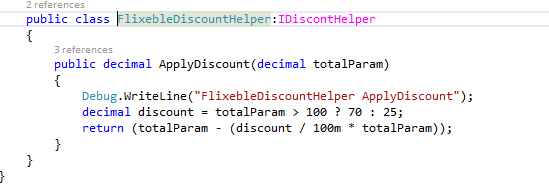 2 references
public class FlixebleDiscountHelper:IDiscontHelper
{
3 references
public decimal ApplyDiscount(decimal totalParam)
{
Debug.WriteLine("FlixebleDiscountHelper ApplyDiscount");
decimal discount = totalParam > 100 ? 70 : 25;
return (totalParam - (discount / 100m * totalParam));
}
}
}